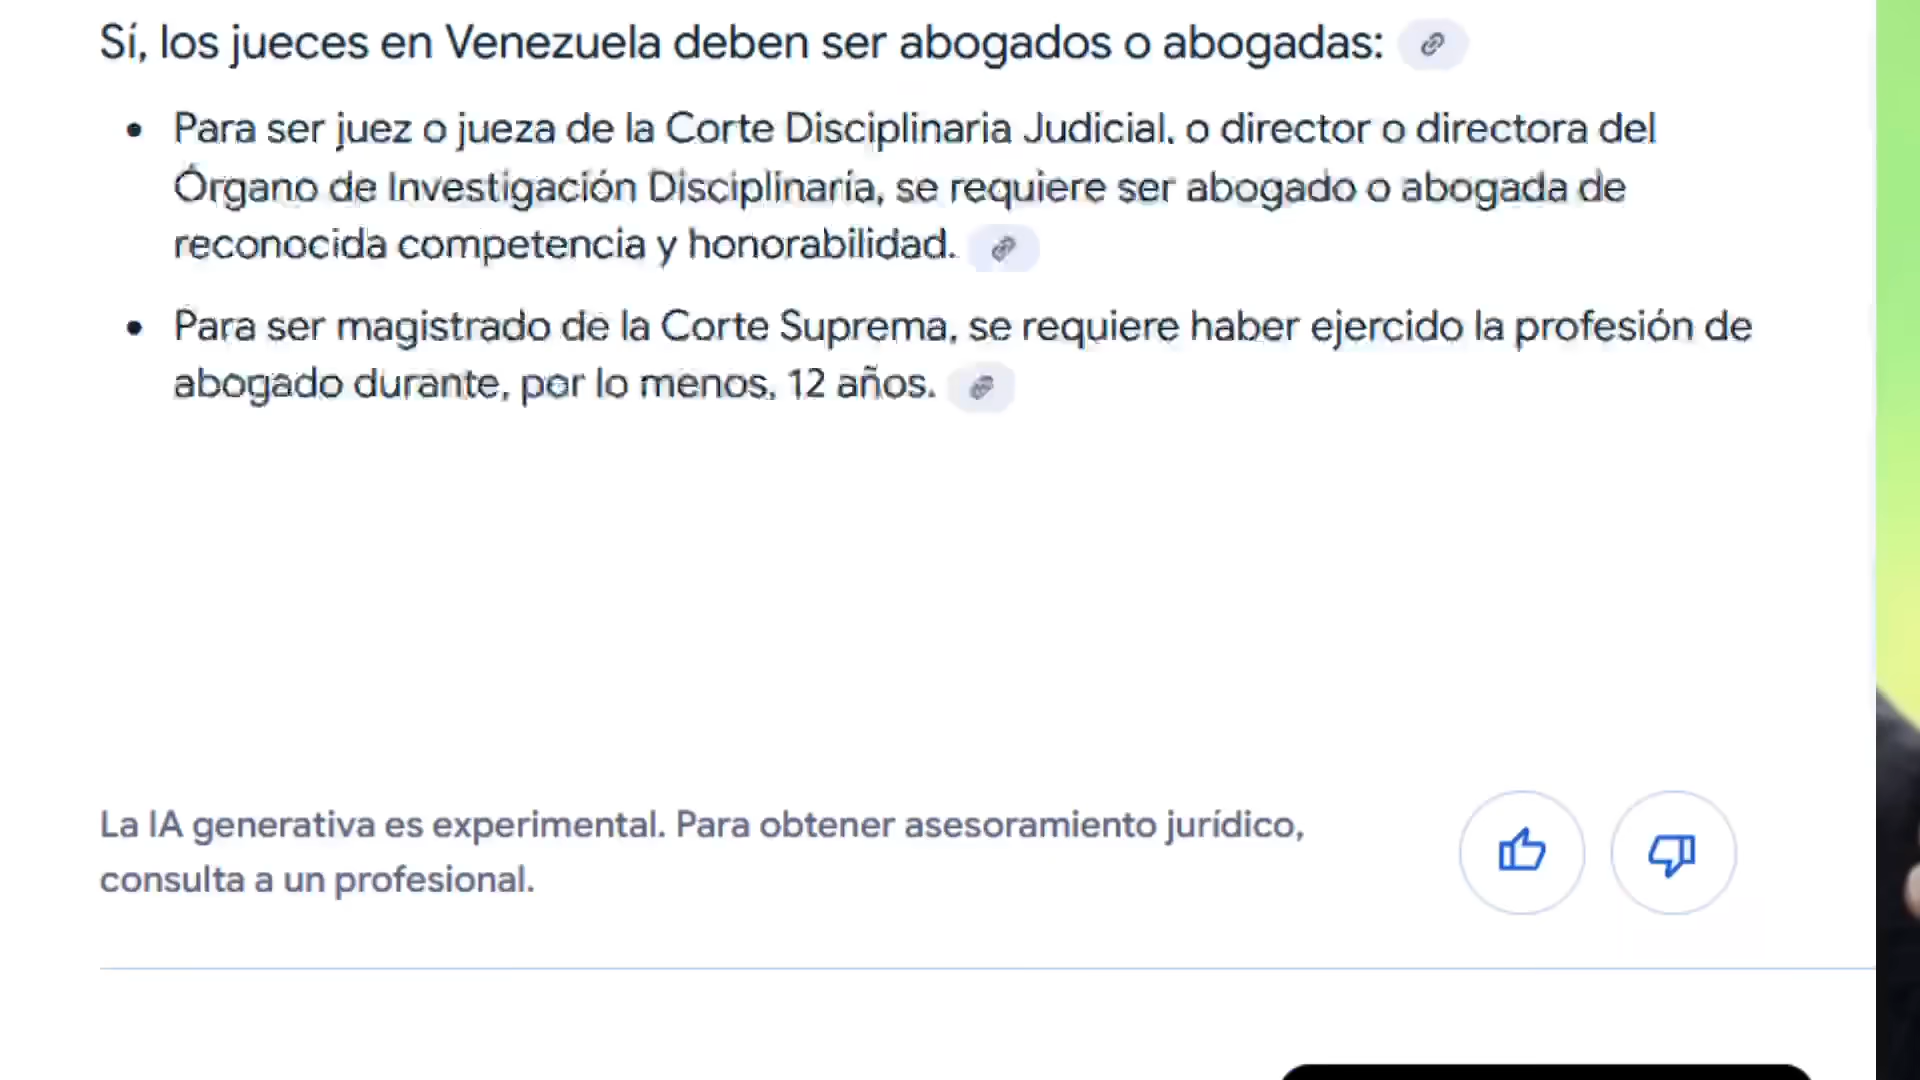 Sí, los jueces en Venezuela deben ser abogados o abogadas:
Para ser juez o jueza de la Corte Disciplinaria Judicial, o director o directora del
Órgano de Investigación Disciplinaria, se requiere ser abogado o abogada de
reconocida competencia y honorabilidad.
Para ser magistrado de la Corte Suprema, se requiere haber ejercido la profesión de
abogado durante, por lo menos, 12 años.
La IA generativa es experimental. Para obtener asesoramiento jurídico,
consulta a un profesional.